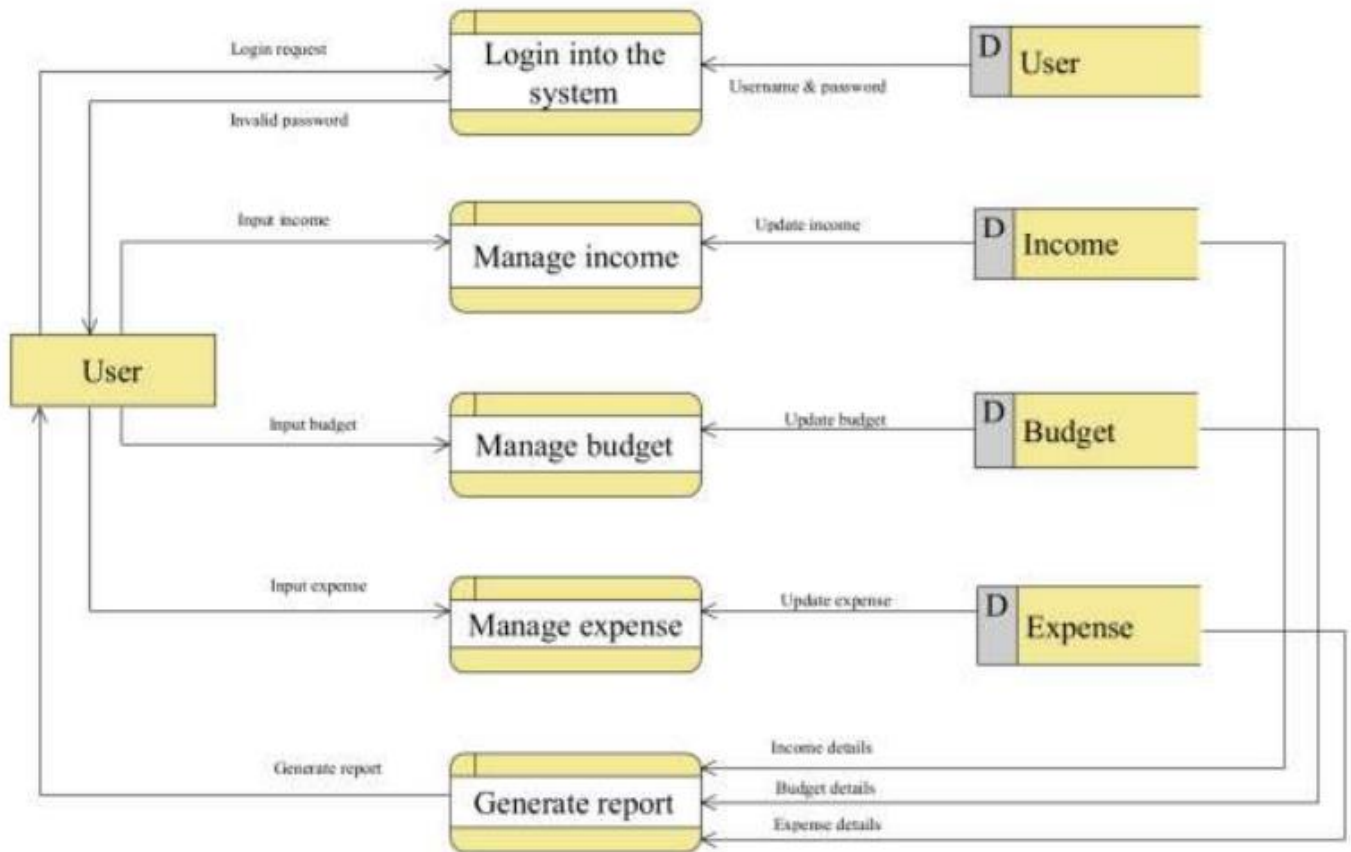 Login request
Login into the
system
D
User
Username & password
Invalid password
Input income
Manage income
Update income
D
Income
User
Input budget
Manage budget
Update budget
D
Budget
Input expense
Manage expense
Update expense
D
Expense
Generate report
Generate report
Income details
Budget details
Expense details